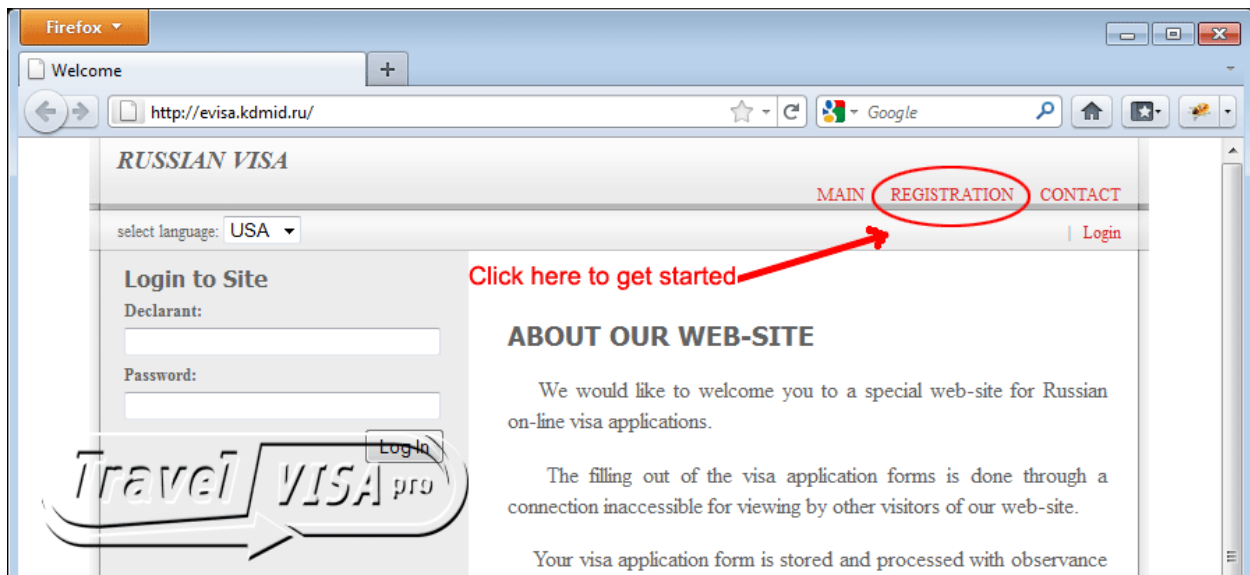 Firefox
Welcome
http://evisa.kdmid.ru/
Google
RUSSIAN VISA
MAIN REGISTRATION CONTACT
select language: USA
| Login
Click here to get started
Login to Site
Declarant:
Password:
Log In
Travel VISA pro
ABOUT OUR WEB-SITE
We would like to welcome you to a special web-site for Russian
on-line visa applications.
The filling out of the visa application forms is done through a
connection inaccessible for viewing by other visitors of our web-site.
Your visa application form is stored and processed with observance